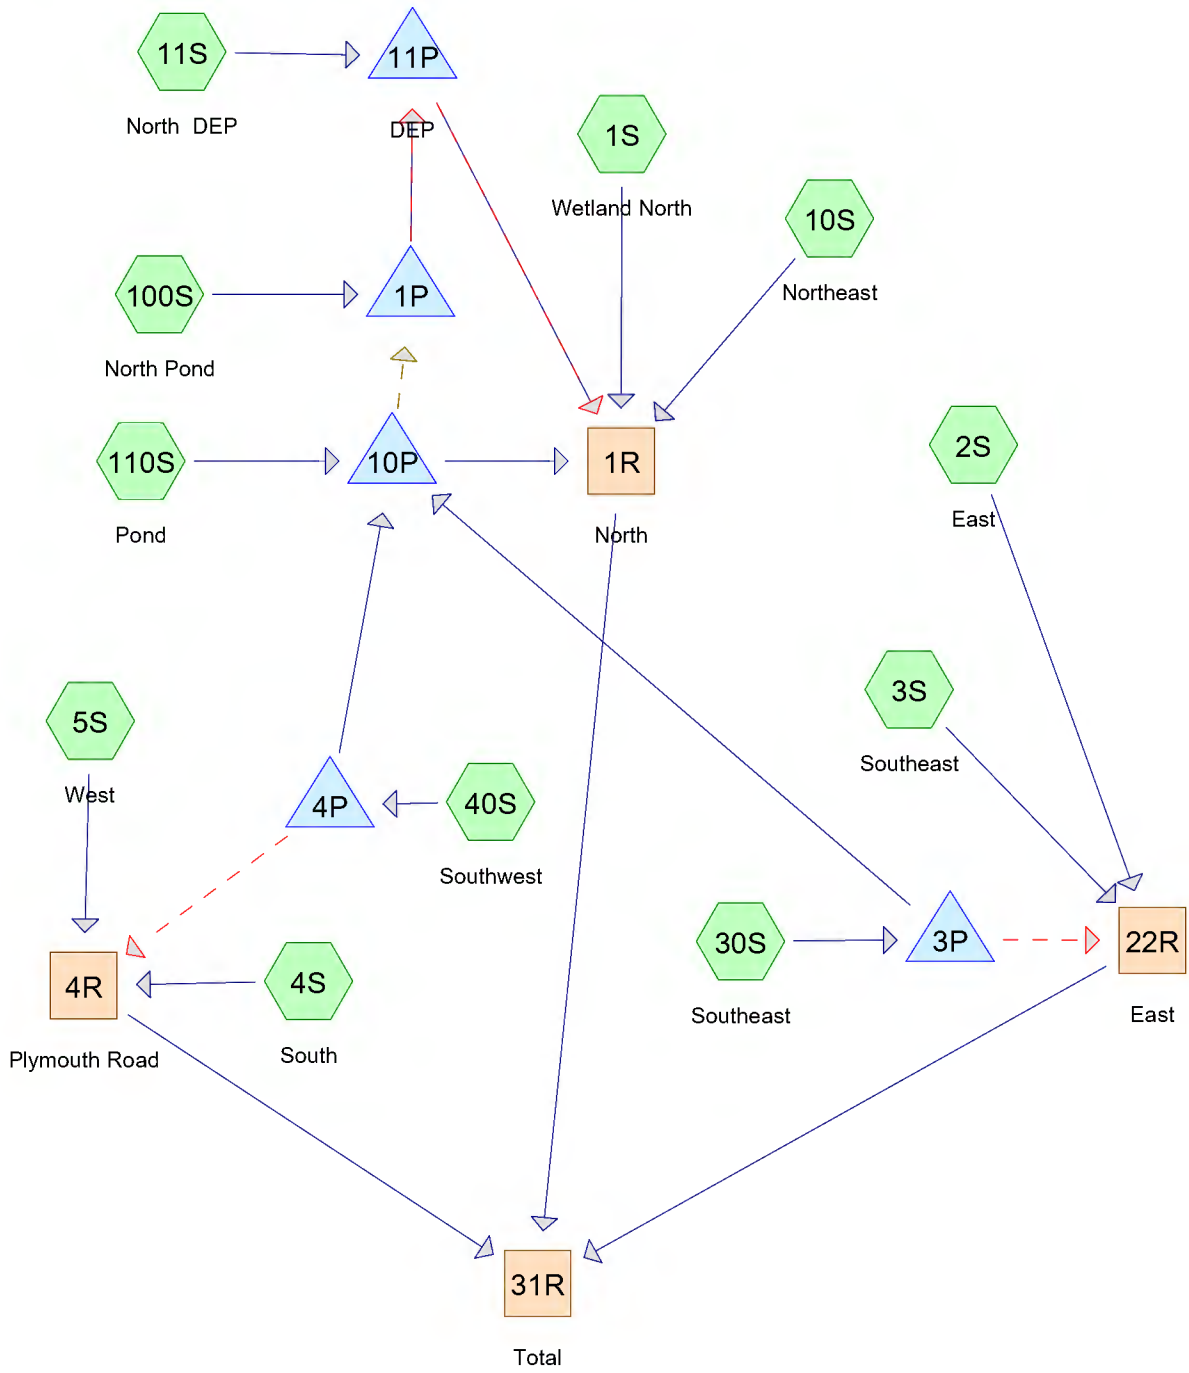 11S
North  DEP
11P
DEP
1S
Wetland North
10S
Northeast
100S
North Pond
1P
110S
Pond
10P
1R
North
2S
East
5S
West
3S
Southeast
4P
40S
Southwest
4R
Plymouth Road
4S
South
30S
Southeast
3P
22R
East
31R
Total